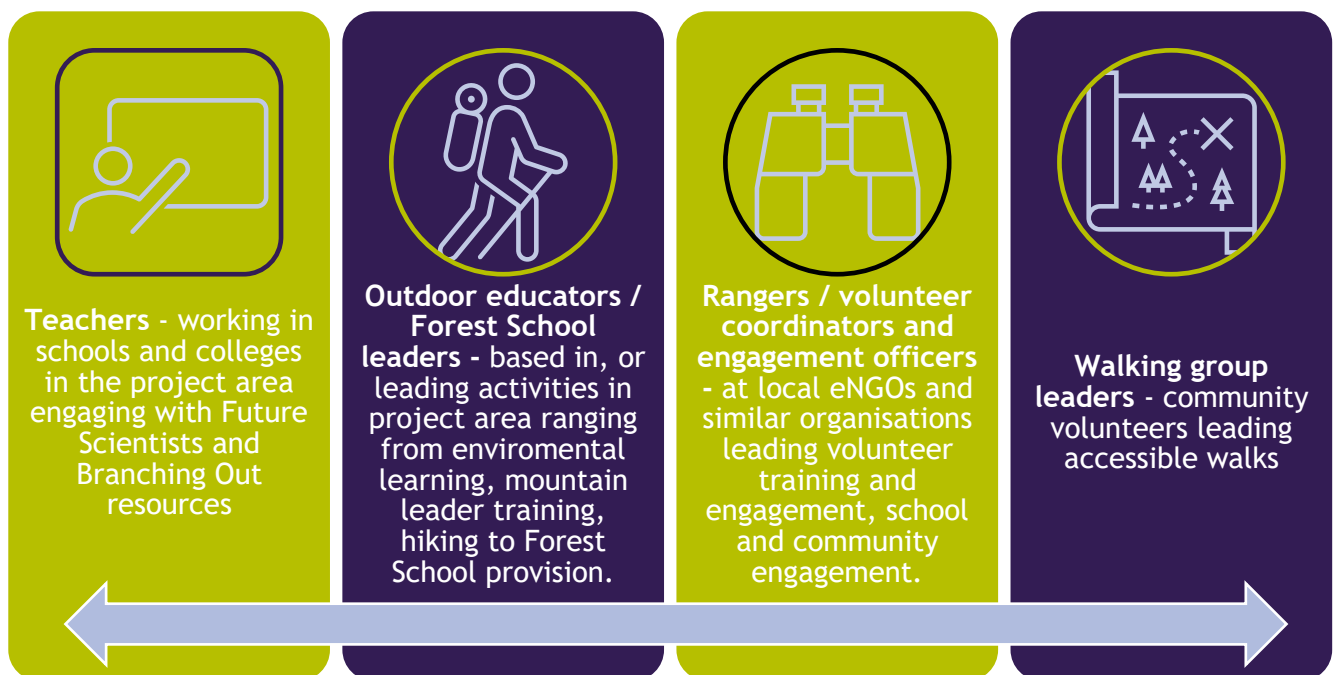 Teachers - working in
schools and colleges
in the project area
engaging with Future
Scientists and
Branching Out
resources
Outdoor educators /
Forest School
leaders - based in, or
leading activities in
project area ranging
from enviromental
learning, mountain
leader training,
hiking to Forest
School provision.
Rangers / volunteer
coordinators and
engagement officers
- at local eNGOs and
similar organisations
leading volunteer
training and
engagement, school
and community
engagement.
Walking group
leaders - community
volunteers leading
accessible walks